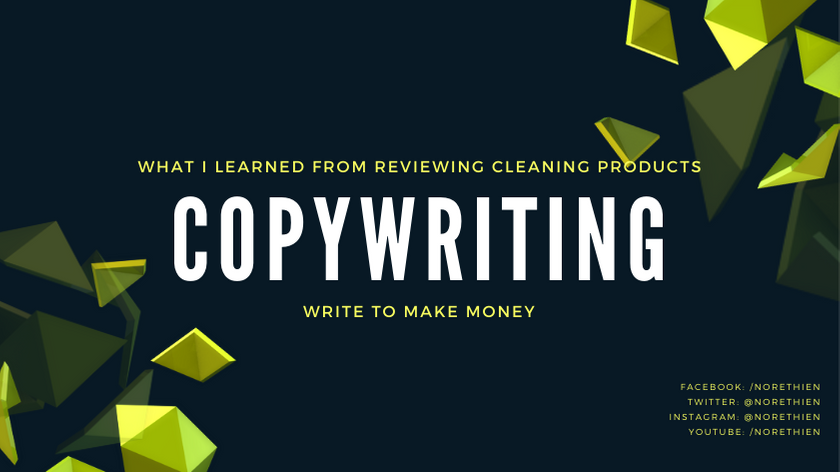 WHAT I LEARNED FROM REVIEWING CLEANING PRODUCTS
COPYWRITING
WRITE TO MAKE MONEY
FACEBOOK: /NORETHIEN
TWITTER: @NORETHIEN
INSTAGRAM: @NORETHIEN
YOUTUBE: /NORETHIEN